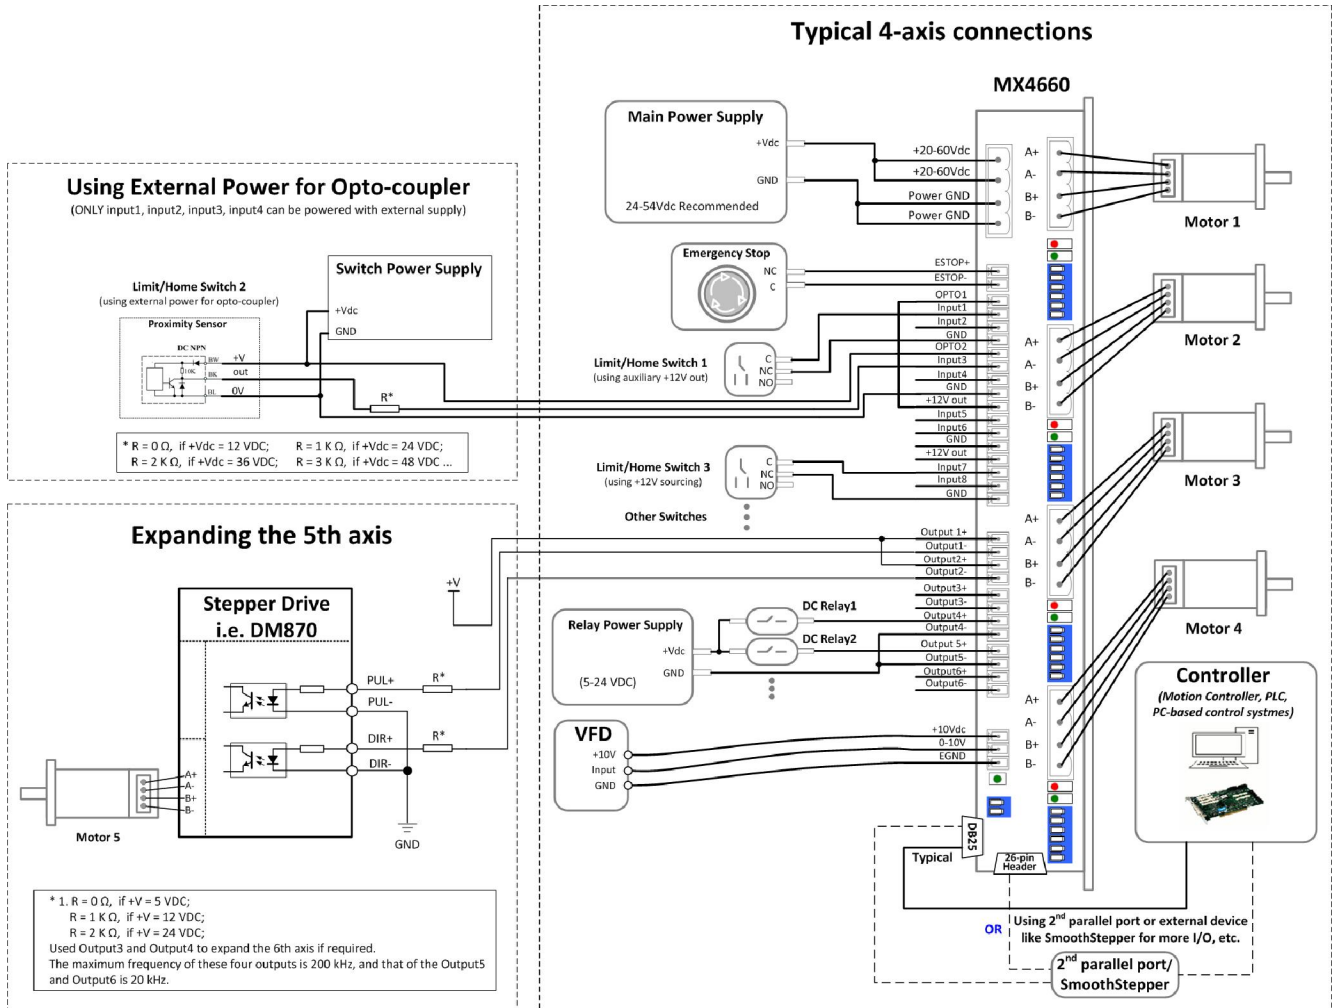 Typical 4-axis connections
MX4660
Main Power Supply
+Vdc
GND
24-54Vdc Recommended
+20-60Vdc
+20-60Vdc
Power GND
Power GND
A+
A-
B+
B-
Motor 1
Emergency Stop
NC
C
ESTOP+
ESTOP-
OPTO1
Input1
Input2
GND
OPTO2
Input3
Input4
GND
+12V out
Input5
Input6
GND
+12V out
Input7
Input8
GND
Limit/Home Switch 1
(using auxiliary +12V out)
C
NC
NO
A+
A-
B+
B-
Motor 2
Limit/Home Switch 3
(using +12V sourcing)
C
NC
NO
Other Switches
Motor 3
A+
A-
B+
B-
Output 1+
Output1-
Output2+
Output2-
Output3+
Output3-
Output4+
Output4-
Output 5+
Output5-
Output6+
Output6-
Relay Power Supply
+Vdc
GND
(5-24 VDC)
DC Relay1
DC Relay2
Motor 4
A+
A-
B+
B-
VFD
+10V
Input
GND
+10Vdc
0-10V
EGND
Controller
(Motion Controller, PLC,
PC-based control systmes)
DB25
Typical
26-pin
Header
OR
Using 2nd parallel port or external device
like SmoothStepper for more I/O, etc.
2nd parallel port/
SmoothStepper
Using External Power for Opto-coupler
(ONLY input1, input2, input3, input4 can be powered with external supply)
Switch Power Supply
+Vdc
GND
Limit/Home Switch 2
(using external power for opto-coupler)
Proximity Sensor
DC NPN
10K
BW
BK
BL
+V
out
0V
R*
* R = 0 Ω, if +Vdc = 12 VDC; R = 1 K Ω, if +Vdc = 24 VDC;
R = 2 K Ω, if +Vdc = 36 VDC; R = 3 K Ω, if +Vdc = 48 VDC ...
Expanding the 5th axis
+V
Stepper Drive
i.e. DM870
PUL+
R*
PUL-
DIR+
R*
DIR-
GND
A+
A-
B+
B-
Motor 5
* 1. R = 0 Ω, if +V = 5 VDC;
R = 1 K Ω, if +V = 12 VDC;
R = 2 K Ω, if +V = 24 VDC;
Used Output3 and Output4 to expand the 6th axis if required.
The maximum frequency of these four outputs is 200 kHz, and that of the Output5
and Output6 is 20 kHz.